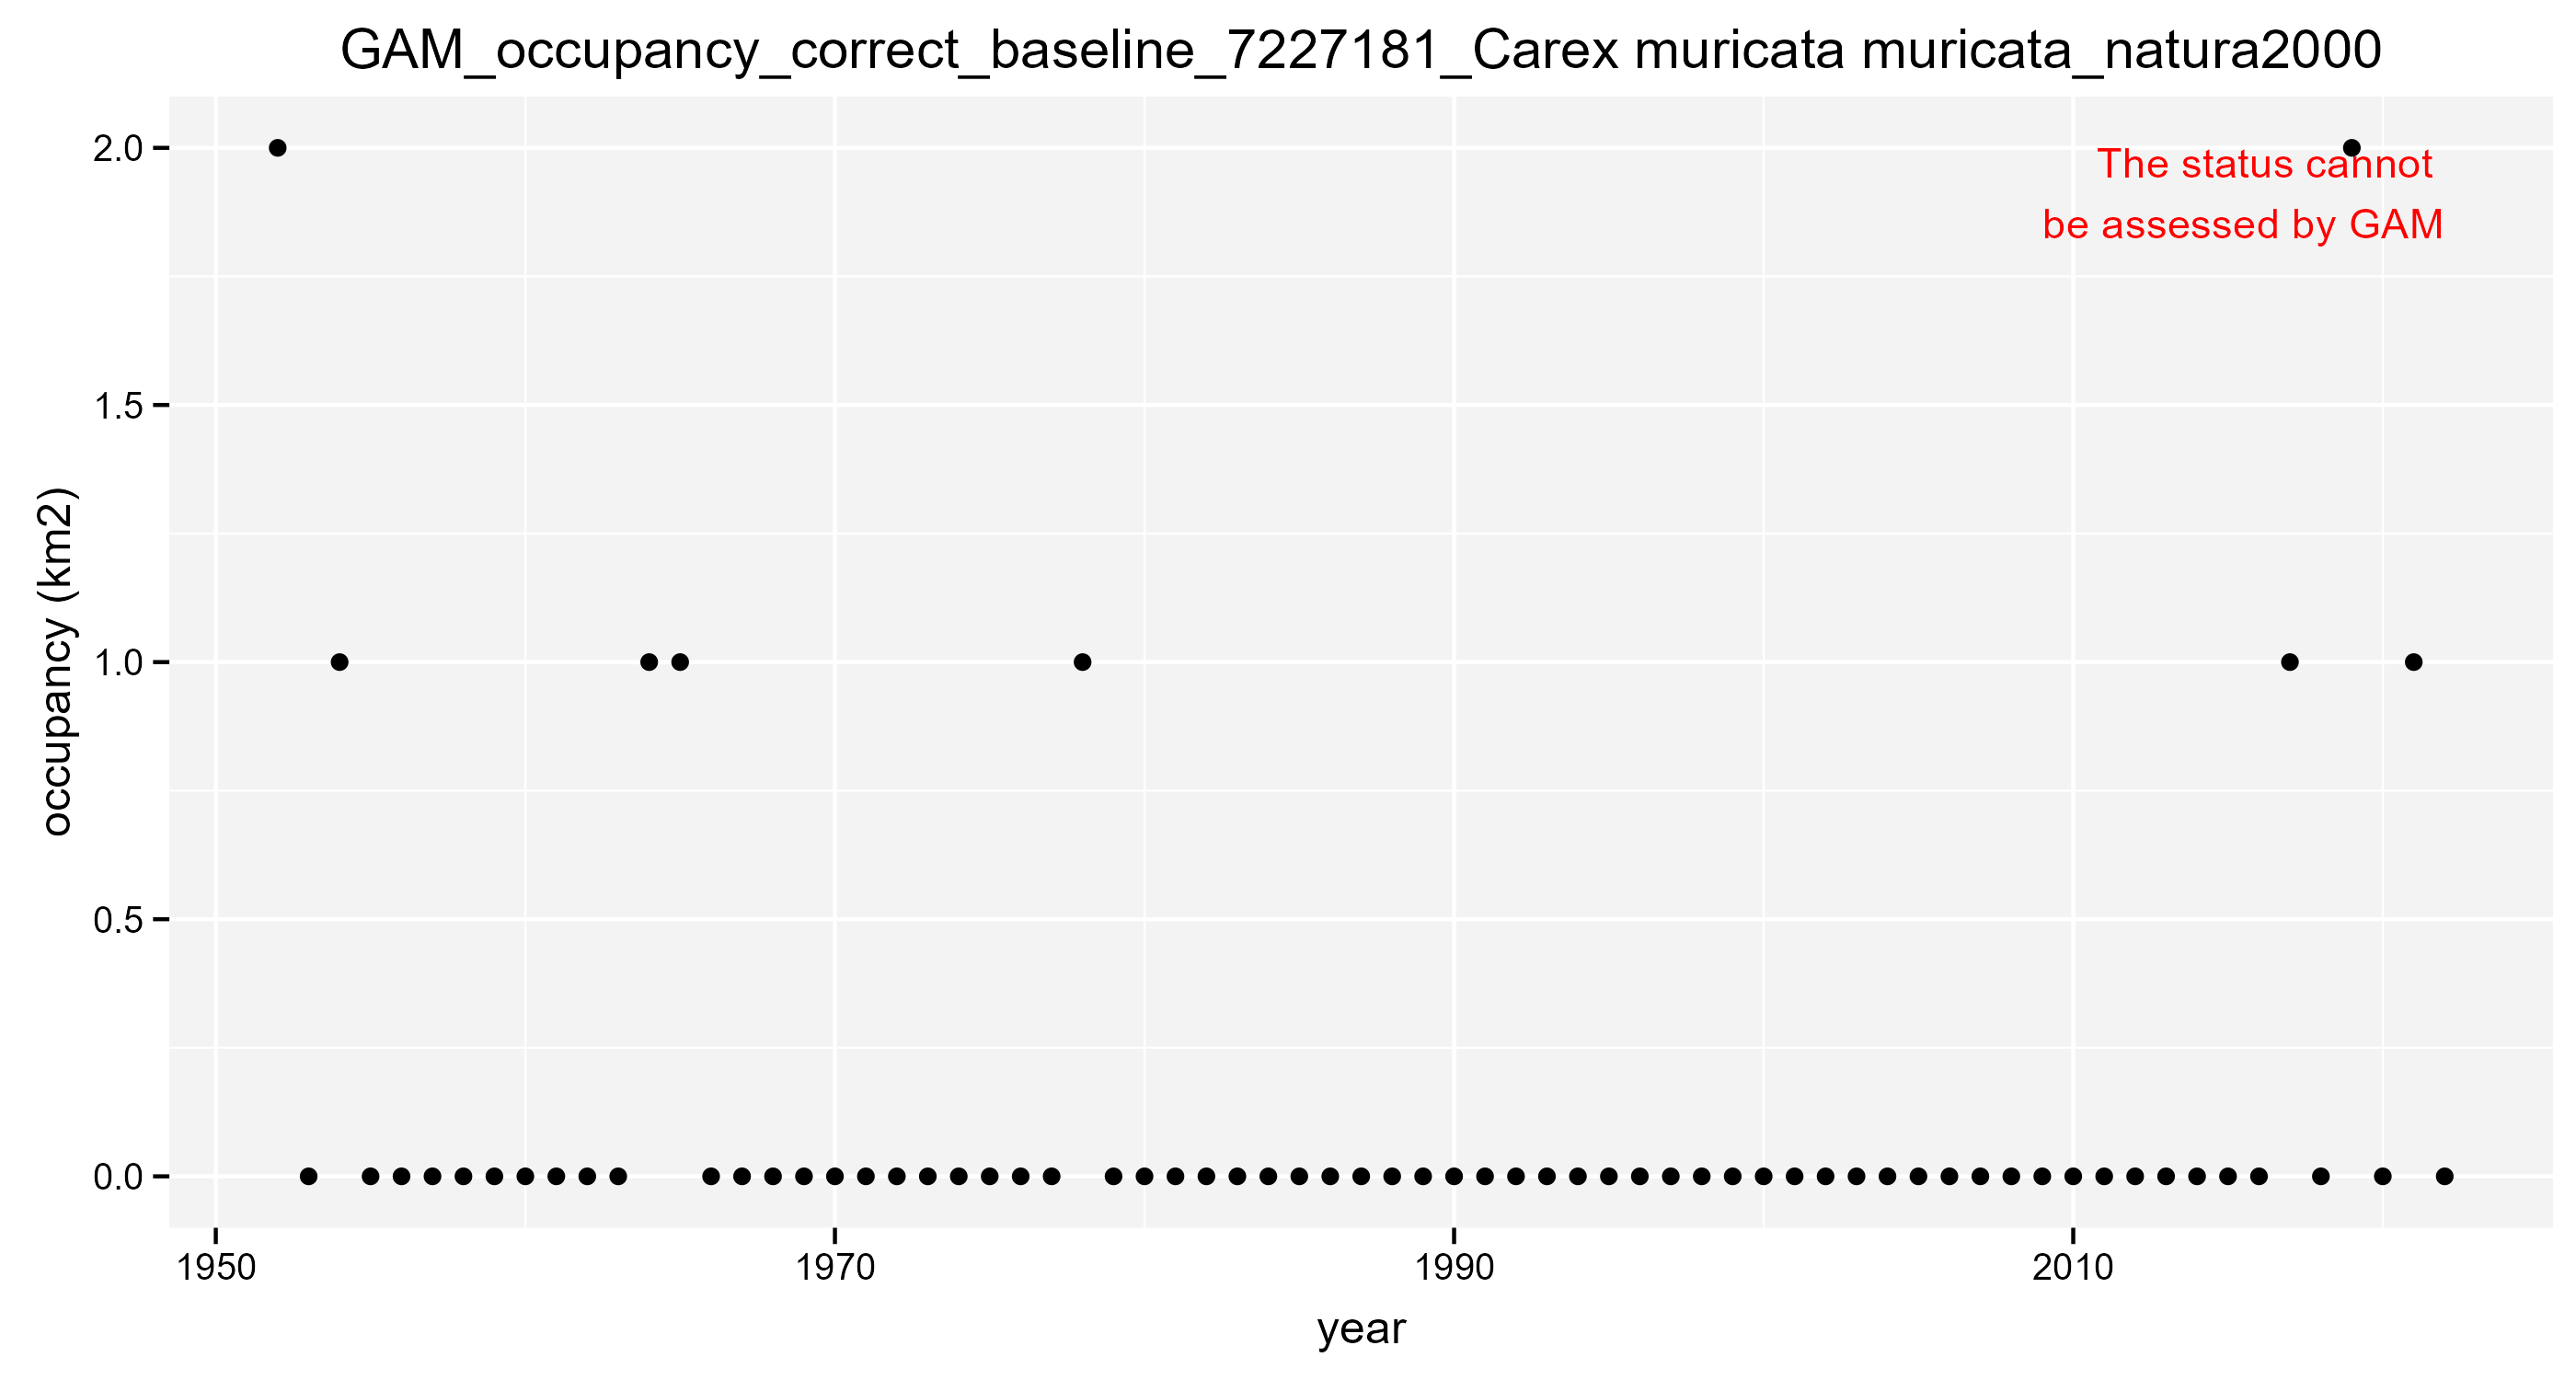 GAM_occupancy_correct_baseline_7227181_Carex muricata muricata_natura2000
2.0
The status cannot
be assessed by GAM
1.5
occupancy (km2)
1.0
0.5
0.0
1950 1970 1990 2010
year